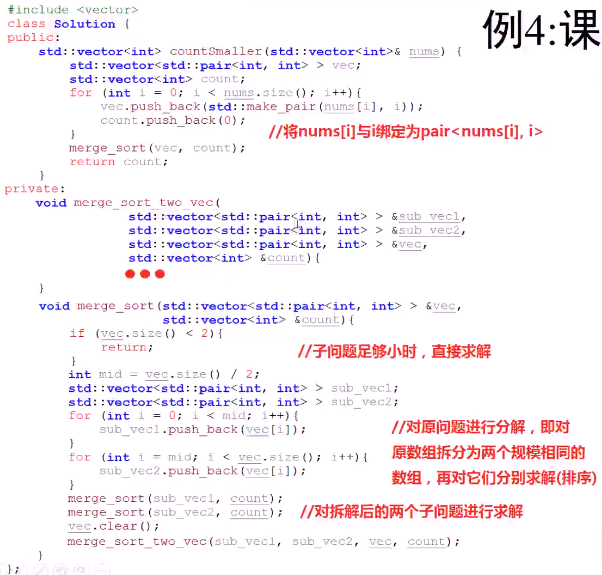 #include <vector>
class Solution {
例4:课
public:
std::vector<int> countSmaller(std::vector<int>& nums) {
std::vector<std::pair<int, int> > vec;
std::vector<int> count;
for (int i = 0; i < nums.size(); i++){
vec.push_back(std::make_pair(nums[i], i));
count.push_back(0);
}
//将nums[i]与i绑定为pair<nums[i], i>
merge_sort(vec, count);
return count;
}
private:
void merge_sort_two_vec(
std::vector<std::pair<int, int> > &sub_vec1,
std::vector<std::pair<int, int> > &sub_vec2,
std::vector<std::pair<int, int> > &vec,
std::vector<int> &count){
●●●
}
void merge_sort(std::vector<std::pair<int, int> > &vec,
std::vector<int> &count){
if (vec.size() < 2){
return;
//子问题足够小时，直接求解
}
int mid = vec.size() / 2;
std::vector<std::pair<int, int> > sub_vec1;
std::vector<std::pair<int, int> > sub_vec2;
for (int i = 0; i < mid; i++){
sub_vec1.push_back(vec[i]);
}
for (int i = mid; i < vec.size(); i++){
sub_vec2.push_back(vec[i]);
}
//对原问题进行分解，即对
原数组拆分为两个规模相同的
数组，再对它们分别求解(排序)
merge_sort(sub_vec1, count);
merge_sort(sub_vec2, count);
//对拆解后的两个子问题进行求解
vec.clear();
merge_sort_two_vec(sub_vec1, sub_vec2, vec, count);
}
};